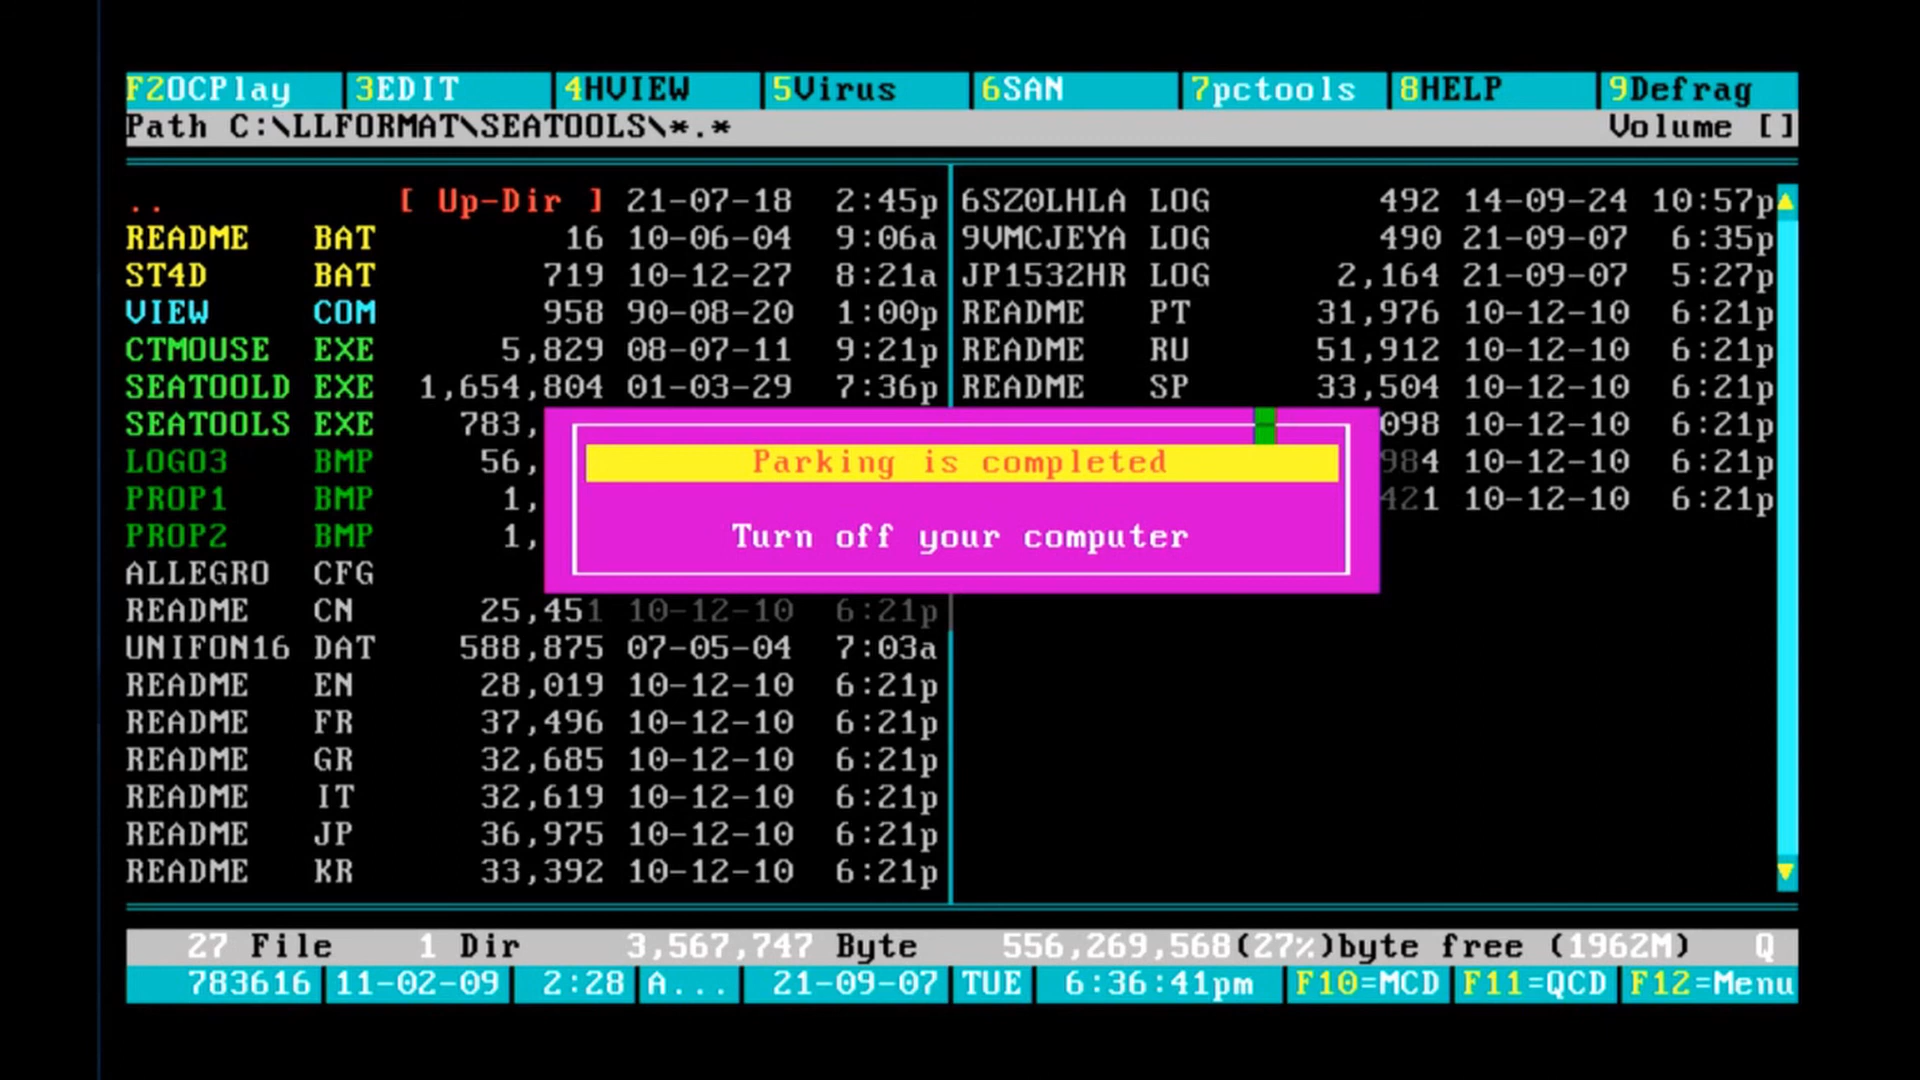 F2OCPlay 3EDIT 4HVIEW 5Virus 6SAN 7pctools 8HELP 9Defrag
Path C:\LLFORMAT\SEATOOLS\*.* Volume []
.. [ Up-Dir ] 21-07-18 2:45p 6SZ0LHLA LOG 492 14-09-24 10:57p
README BAT 16 10-06-04 9:06a 9VMCJEYA LOG 490 21-09-07 6:35p
ST4D BAT 719 10-12-27 8:21a JP1532HR LOG 2,164 21-09-07 5:27p
VIEW COM 958 90-08-20 1:00p README PT 31,976 10-12-10 6:21p
CTMOUSE EXE 5,829 08-07-11 9:21p README RU 51,912 10-12-10 6:21p
SEATOOLD EXE 1,654,804 01-03-29 7:36p README SP 33,504 10-12-10 6:21p
SEATOOLS EXE 783, 098 10-12-10 6:21p
LOGO3 BMP 56, Parking is completed 984 10-12-10 6:21p
PROP1 BMP 1, 421 10-12-10 6:21p
PROP2 BMP 1, Turn off your computer
ALLEGRO CFG
README CN 25,451 10-12-10 6:21p
UNIFON16 DAT 588,875 07-05-04 7:03a
README EN 28,019 10-12-10 6:21p
README FR 37,496 10-12-10 6:21p
README GR 32,685 10-12-10 6:21p
README IT 32,619 10-12-10 6:21p
README JP 36,975 10-12-10 6:21p
README KR 33,392 10-12-10 6:21p
27 File 1 Dir 3,567,747 Byte 556,269,568(27%)byte free (1962M) Q
783616 11-02-09 2:28 A... 21-09-07 TUE 6:36:41pm F10=MCD F11=QCD F12=Menu